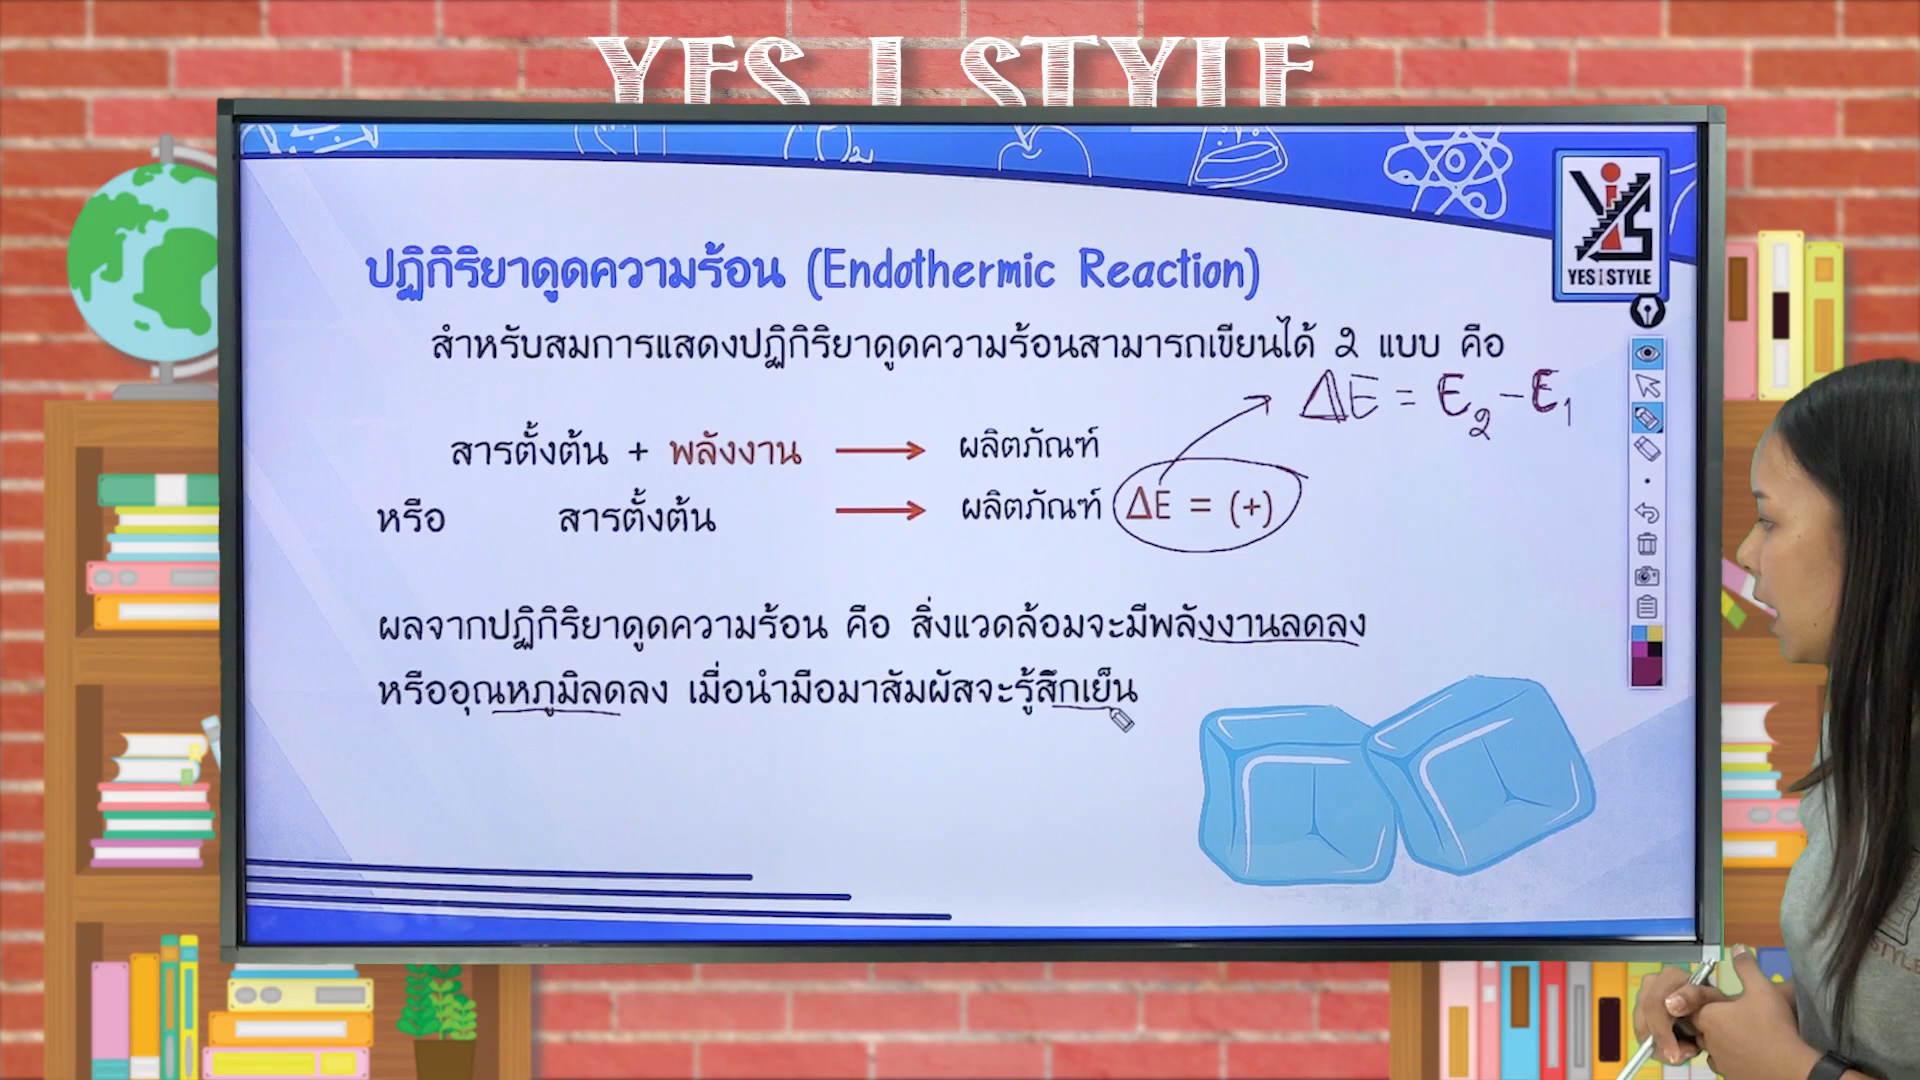 YES I STYLE
YiS
YES i STYLE
ปฏิกิริยาดูดความร้อน (Endothermic Reaction)
สำหรับสมการแสดงปฏิกิริยาดูดความร้อนสามารถเขียนได้ 2 แบบ คือ
ΔE = E₂ - E₁
สารตั้งต้น + พลังงาน ⟶ ผลิตภัณฑ์
หรือ สารตั้งต้น ⟶ ผลิตภัณฑ์ ΔE = (+)
ผลจากปฏิกิริยาดูดความร้อน คือ สิ่งแวดล้อมจะมีพลังงานลดลง
หรืออุณหภูมิลดลง เมื่อนำมือมาสัมผัสจะรู้สึกเย็น
STYLE